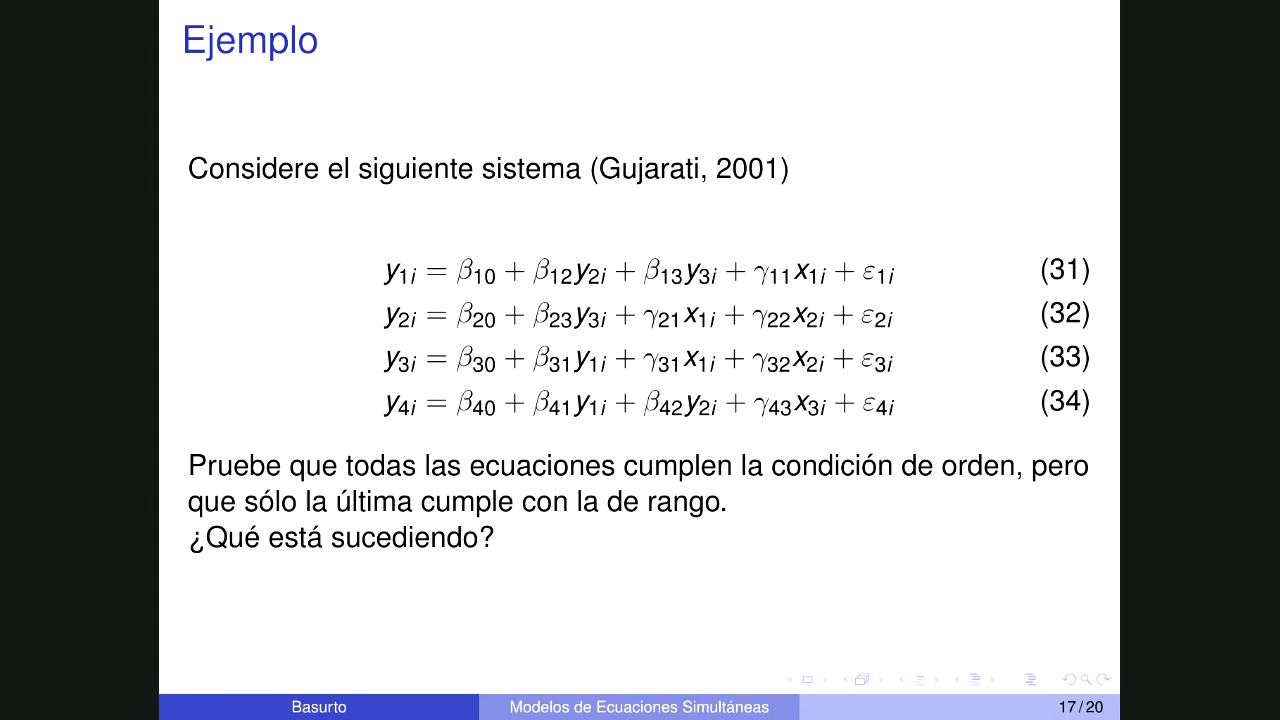 Ejemplo
Considere el siguiente sistema (Gujarati, 2001)
y₁ᵢ = β₁₀ + β₁₂y₂ᵢ + β₁₃y₃ᵢ + γ₁₁x₁ᵢ + ε₁ᵢ (31)
y₂ᵢ = β₂₀ + β₂₃y₃ᵢ + γ₂₁x₁ᵢ + γ₂₂x₂ᵢ + ε₂ᵢ (32)
y₃ᵢ = β₃₀ + β₃₁y₁ᵢ + γ₃₁x₁ᵢ + γ₃₂x₂ᵢ + ε₃ᵢ (33)
y₄ᵢ = β₄₀ + β₄₁y₁ᵢ + β₄₂y₂ᵢ + γ₄₃x₃ᵢ + ε₄ᵢ (34)
Pruebe que todas las ecuaciones cumplen la condición de orden, pero
que sólo la última cumple con la de rango.
¿Qué está sucediendo?
Basurto Modelos de Ecuaciones Simultáneas 17 / 20